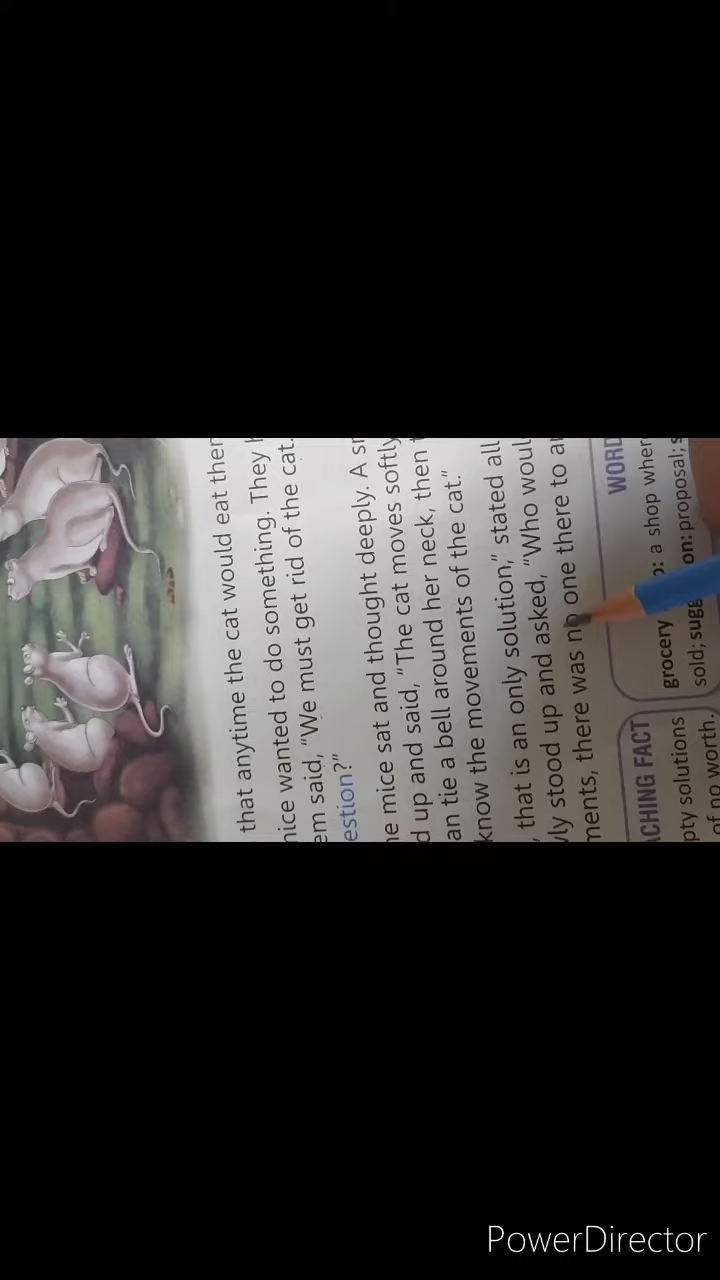 that anytime the cat would eat
nice wanted to do something. They
em said, "We must get rid of the cat.
estion?"
mice sat and thought deeply. A
up and said, "The cat moves softly
an tie a bell around her neck, then
know the movements of the cat".
that is an only solution," stated all
stood up and asked, "Who woul
ments, there was no one there to
ACHING FACT
pty solutions
of no worth.
WORD
grocery : a shop wher
sold; sugg on: proposal;
PowerDirector